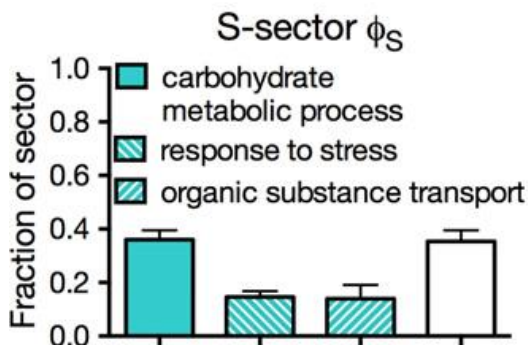 S-sector ϕS
Fraction of sector
1.0
0.8
0.6
0.4
0.2
0.0
carbohydrate
metabolic process
response to stress
organic substance transport